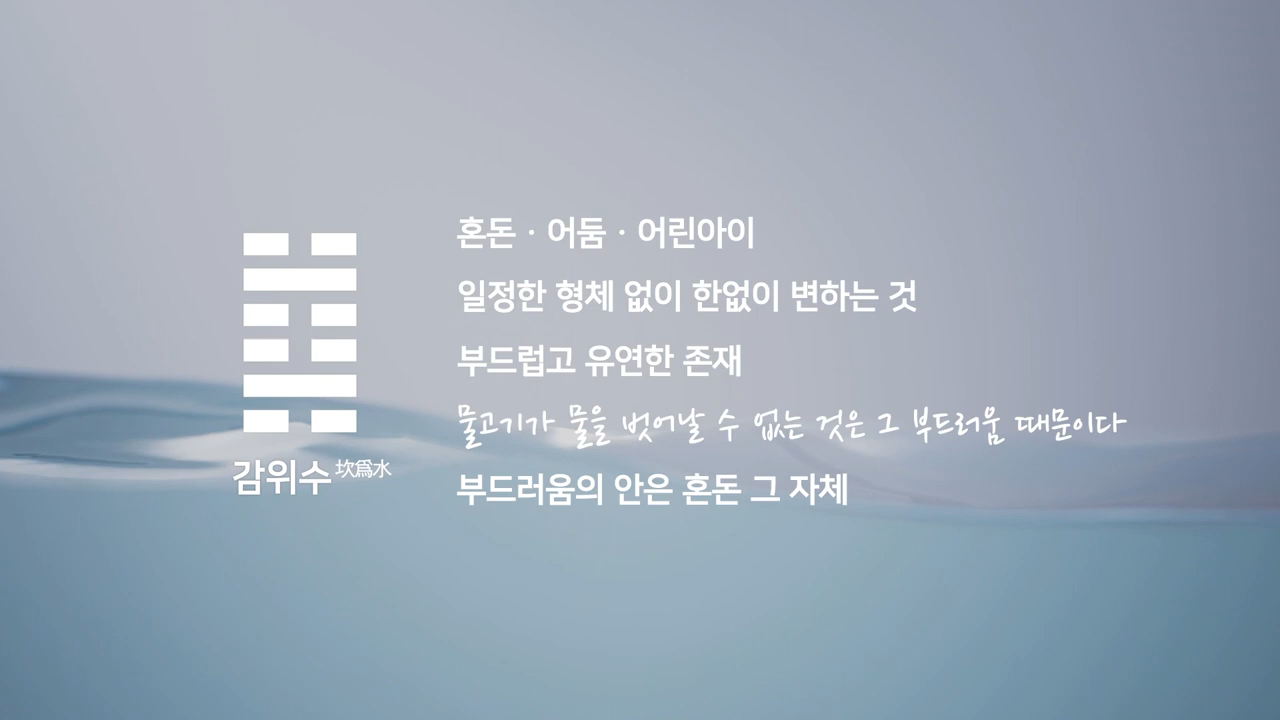 혼돈 · 어둠 · 어린아이
일정한 형체 없이 한없이 변하는 것
부드럽고 유연한 존재
물고기가 물을 벗어날 수 없는 것은 그 부드러움 때문이다
부드러움의 안은 혼돈 그 자체
감위수 坎爲水